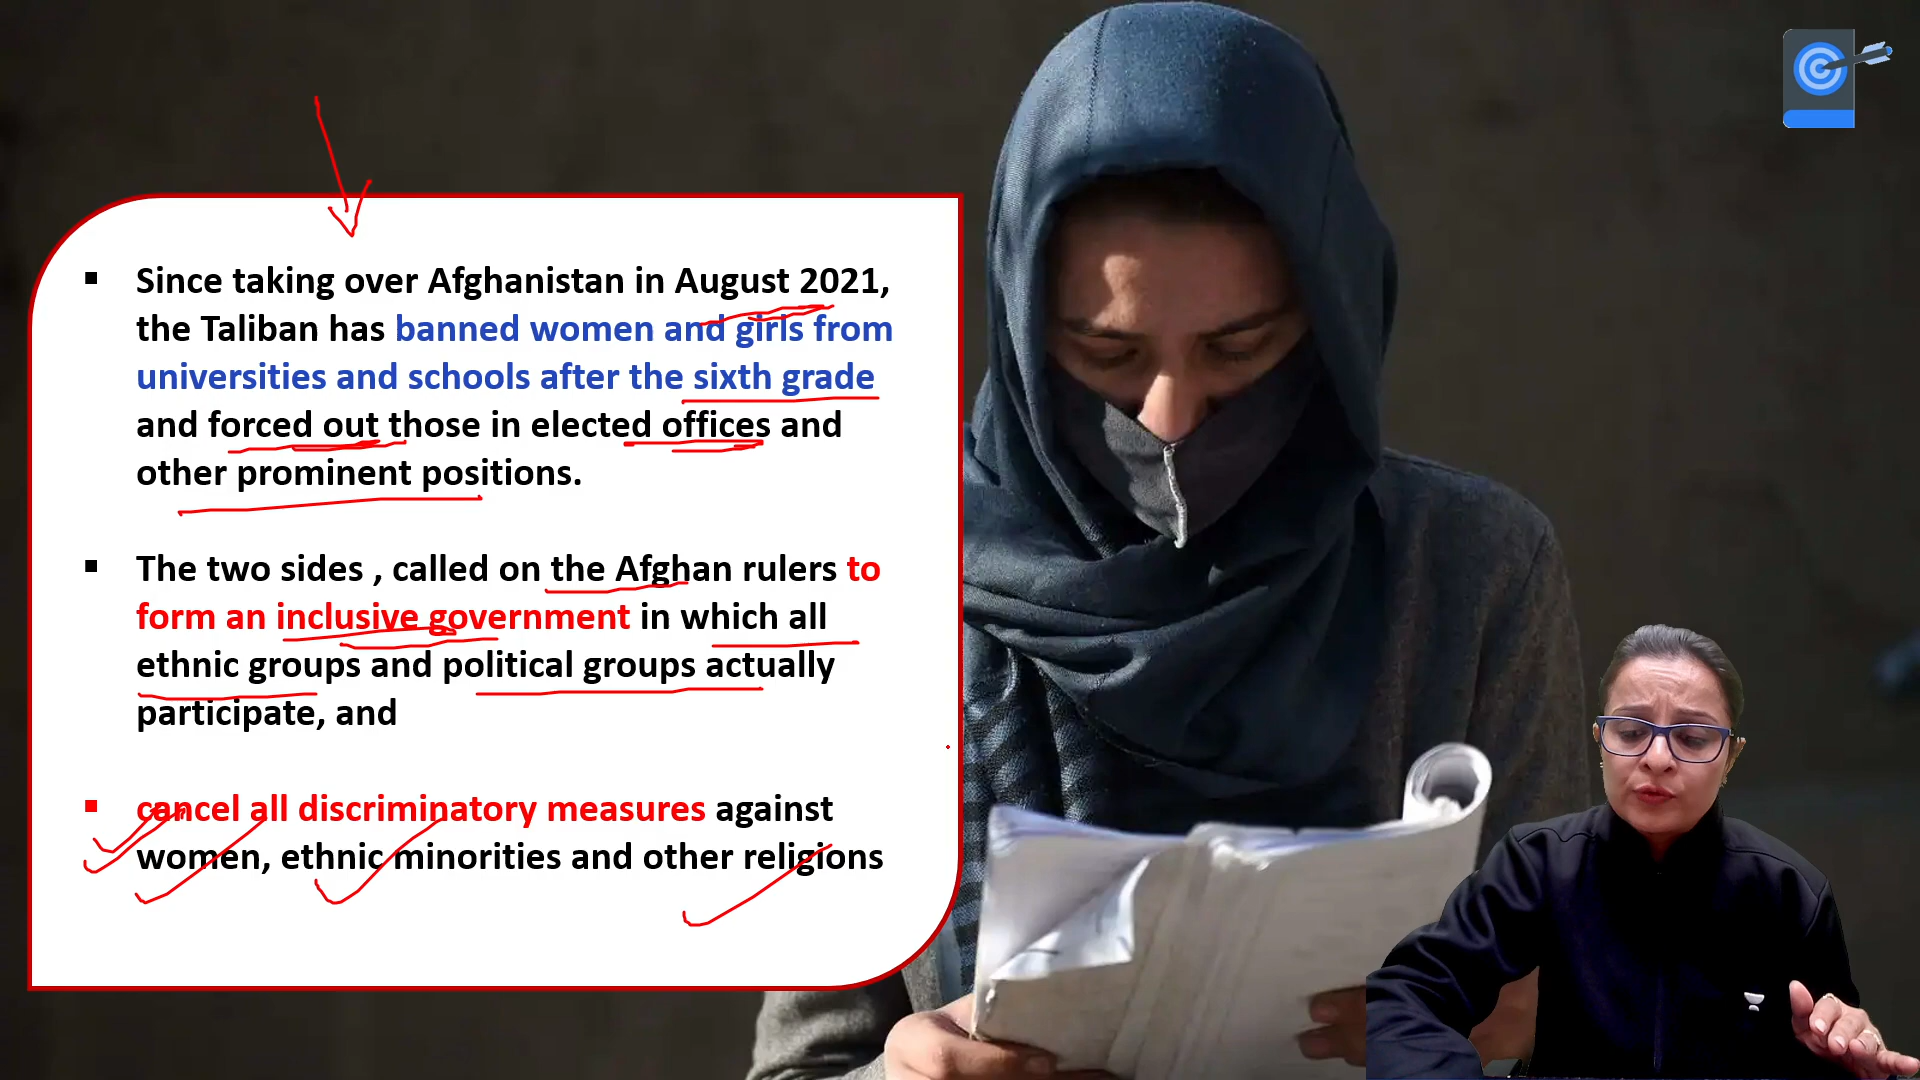 ▪ Since taking over Afghanistan in August 2021,
the Taliban has banned women and girls from
universities and schools after the sixth grade
and forced out those in elected offices and
other prominent positions.
▪ The two sides , called on the Afghan rulers to
form an inclusive government in which all
ethnic groups and political groups actually
participate, and
▪ cancel all discriminatory measures against
women, ethnic minorities and other religions